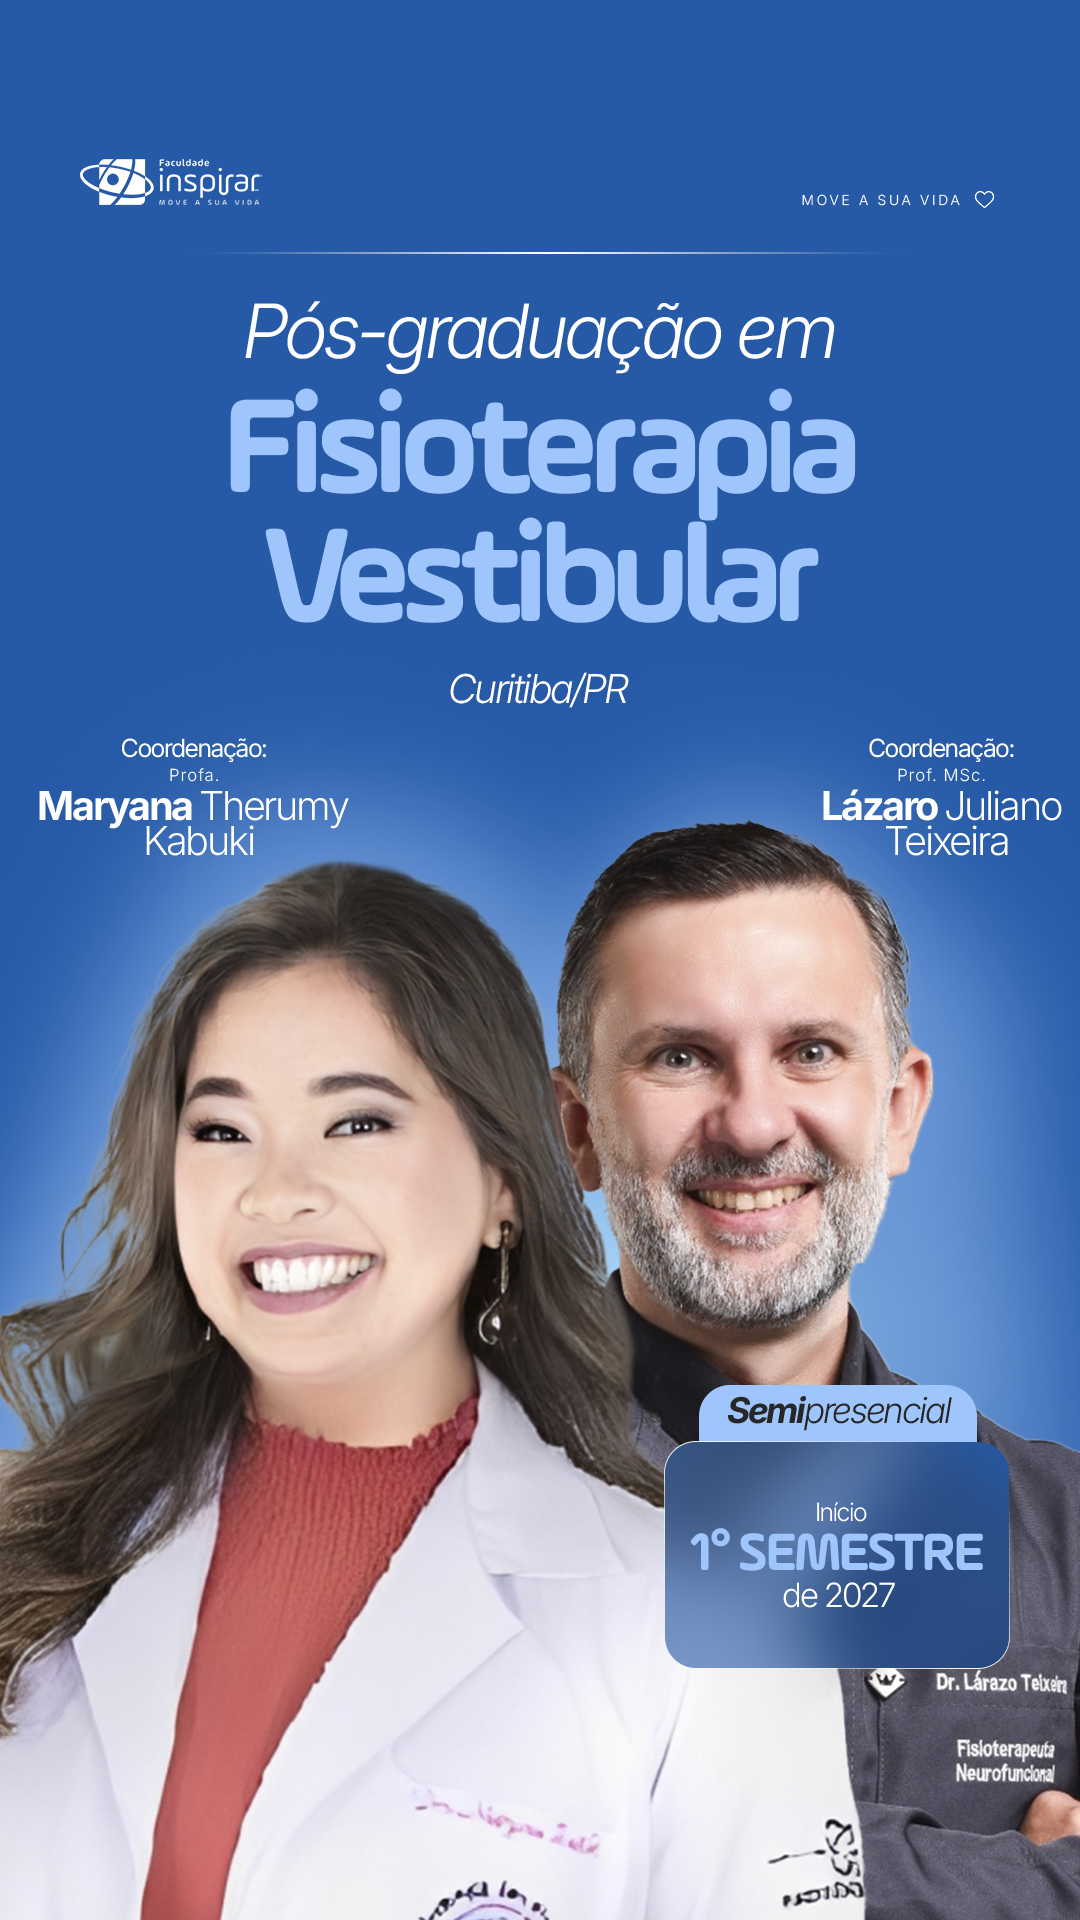 Faculdade
inspirar
MOVE A SUA VIDA
MOVE A SUA VIDA
Pós-graduação em
Fisioterapia
Vestibular
Curitiba/PR
Coordenação:
Profa.
Maryana Therumy
Kabuki
Coordenação:
Prof. MSc.
Lázaro Juliano
Teixeira
Semipresencial
Início
1º SEMESTRE
de 2027
Dr. Lárazo Teixeira
Fisioterapeuta
Neurofuncional